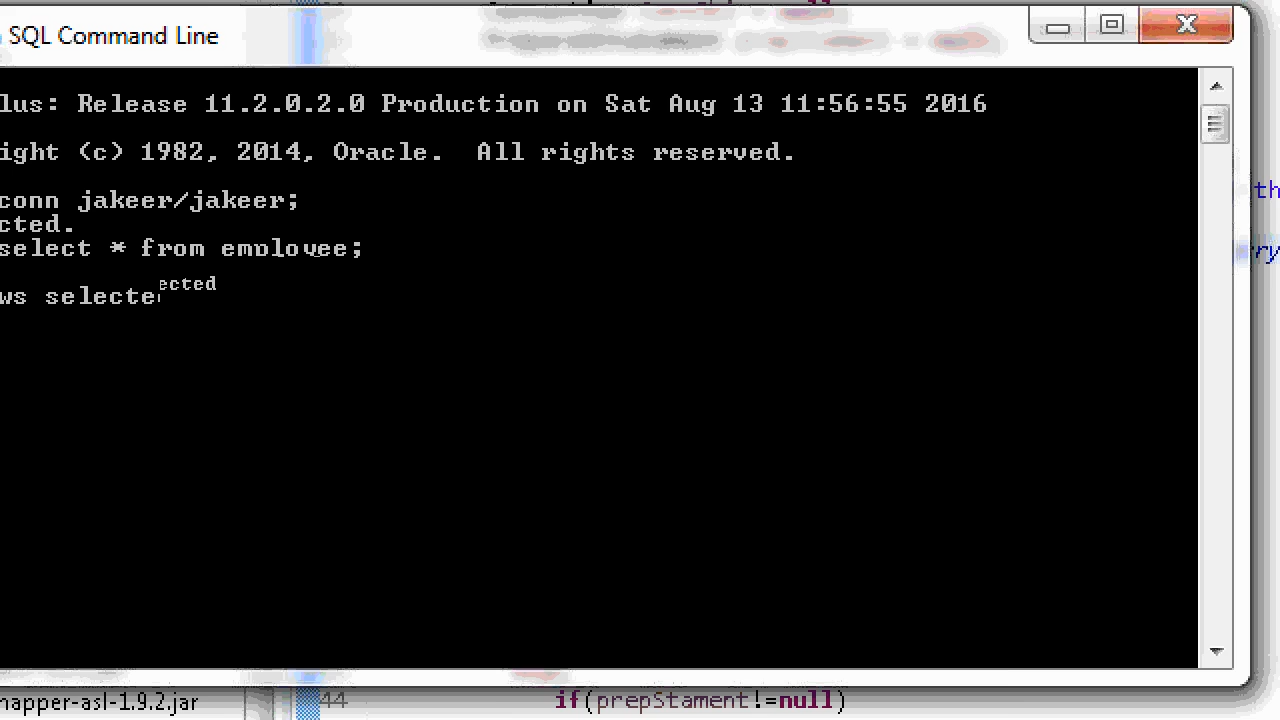 SQL Command Line
lus: Release 11.2.0.2.0 Production on Sat Aug 13 11:56:55 2016
ight (c) 1982, 2014, Oracle.  All rights reserved.
conn jakeer/jakeer;
cted.
select * from employee;
ected
ws selecte
th
ry
napper-asl-1.9.2.jar
44 if(prepStament!=null)